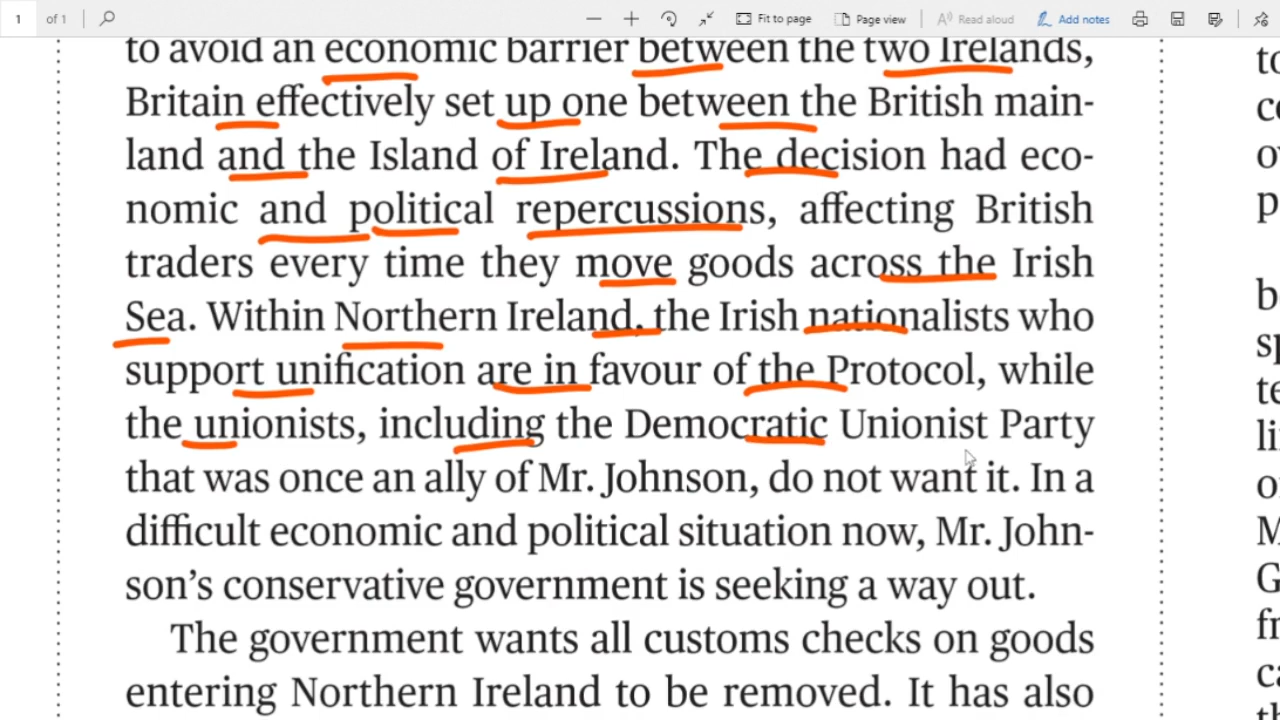 1 of 1 Fit to page Page view Read aloud Add notes
to avoid an economic barrier between the two Irelands,
Britain effectively set up one between the British main-
land and the Island of Ireland. The decision had eco-
nomic and political repercussions, affecting British
traders every time they move goods across the Irish
Sea. Within Northern Ireland, the Irish nationalists who
support unification are in favour of the Protocol, while
the unionists, including the Democratic Unionist Party
that was once an ally of Mr. Johnson, do not want it. In a
difficult economic and political situation now, Mr. John-
son’s conservative government is seeking a way out.
The government wants all customs checks on goods
entering Northern Ireland to be removed. It has also